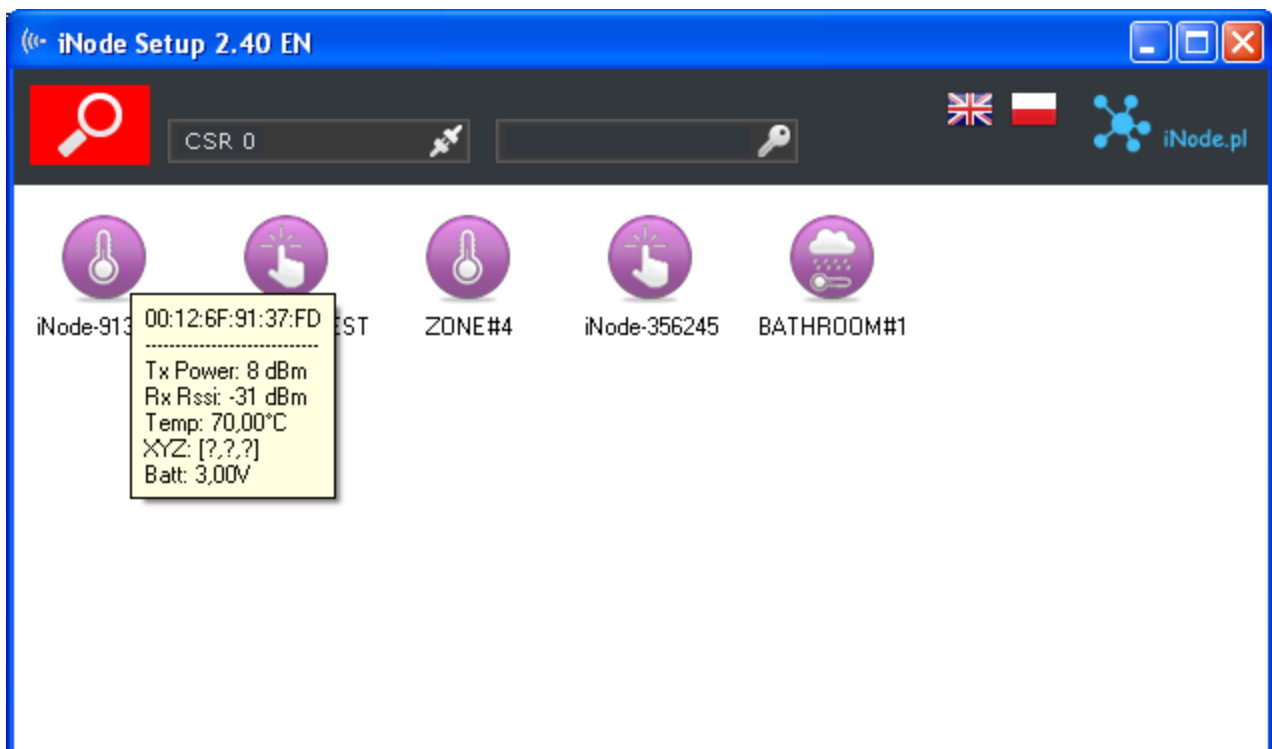 iNode Setup 2.40 EN
CSR 0
iNode.pl
iNode-913
EST
ZONE#4
iNode-356245
BATHROOM#1
00:12:6F:91:37:FD
-------------------------
Tx Power: 8 dBm
Rx Rssi: -31 dBm
Temp: 70,00°C
XYZ: [?,?,?]
Batt: 3,00V